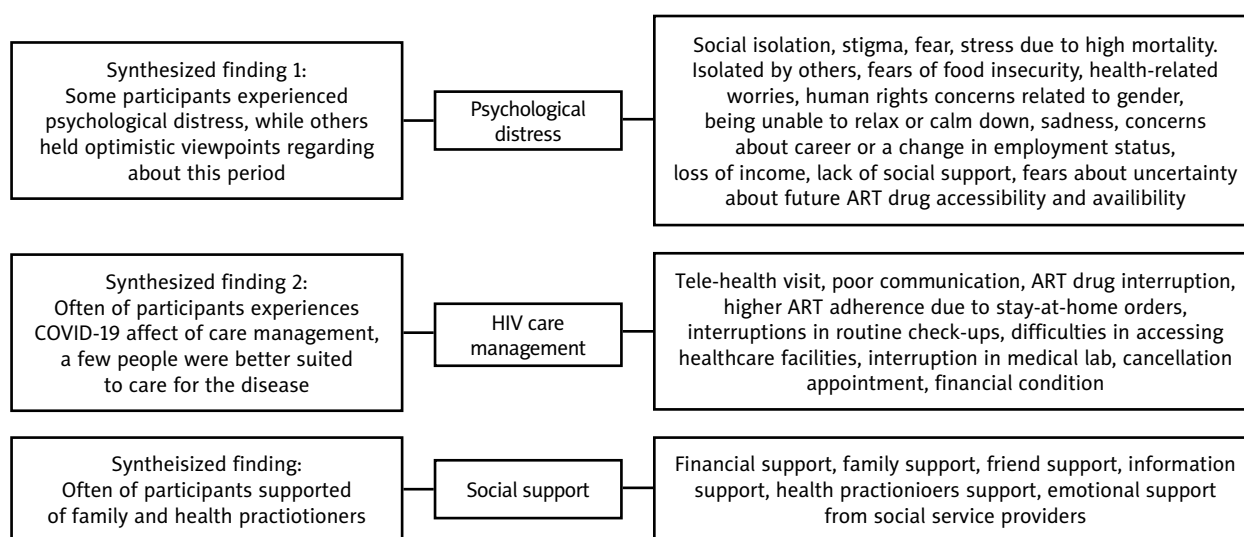 Synthesized finding 1:
Some participants experienced
psychological distress, while others
held optimistic viewpoints regarding
about this period
Psychological
distress
Social isolation, stigma, fear, stress due to high mortality.
Isolated by others, fears of food insecurity, health-related
worries, human rights concerns related to gender,
being unable to relax or calm down, sadness, concerns
about career or a change in employment status,
loss of income, lack of social support, fears about uncertainty
about future ART drug accessibility and availibility
Synthesized finding 2:
Often of participants experiences
COVID-19 affect of care management,
a few people were better suited
to care for the disease
HIV care
management
Tele-health visit, poor communication, ART drug interruption,
higher ART adherence due to stay-at-home orders,
interruptions in routine check-ups, difficulties in accessing
healthcare facilities, interruption in medical lab, cancellation
appointment, financial condition
Syntheisized finding:
Often of participants supported
of family and health practiotioners
Social support
Financial support, family support, friend support, information
support, health practionioers support, emotional support
from social service providers